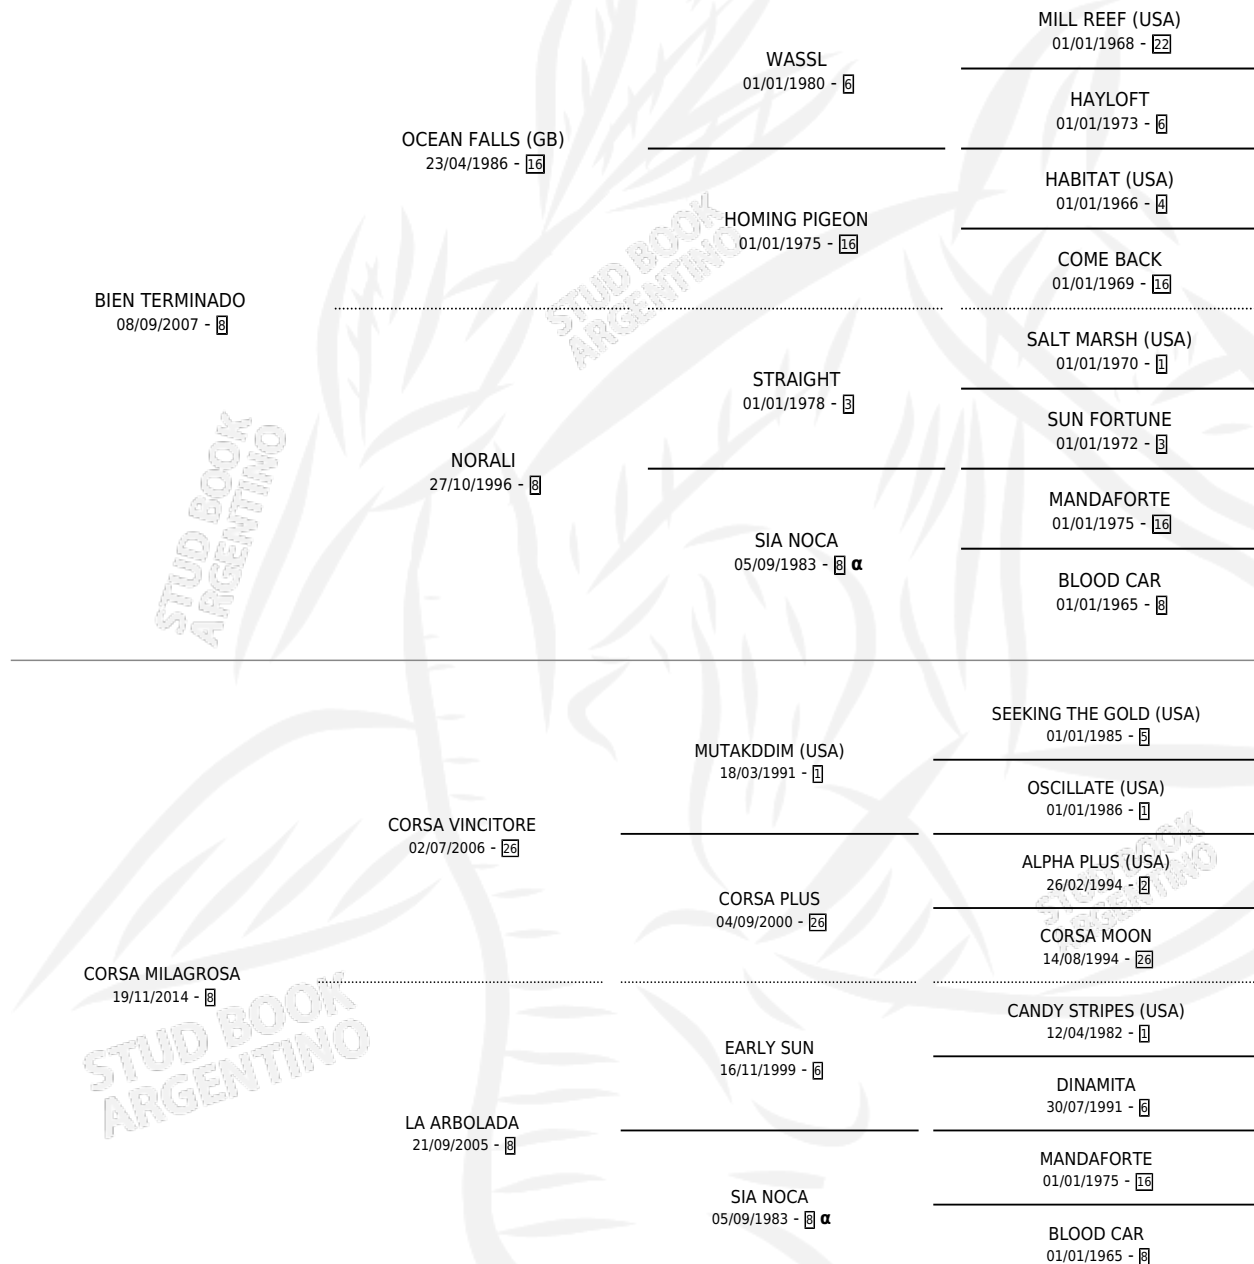 MILL REEF (USA)
01/01/1968 - 22
WASSL
01/01/1980 - 6
HAYLOFT
01/01/1973 - 6
OCEAN FALLS (GB)
23/04/1986 - 16
HABITAT (USA)
01/01/1966 - 4
HOMING PIGEON
01/01/1975 - 16
COME BACK
01/01/1969 - 16
BIEN TERMINADO
08/09/2007 - 8
SALT MARSH (USA)
01/01/1970 - 1
STRAIGHT
01/01/1978 - 3
SUN FORTUNE
01/01/1972 - 3
NORALI
27/10/1996 - 8
MANDAFORTE
01/01/1975 - 16
SIA NOCA
05/09/1983 - 8 α
BLOOD CAR
01/01/1965 - 8
STUD BOOK
ARGENTINO
STUD BOOK
ARGENTINO
SEEKING THE GOLD (USA)
01/01/1985 - 5
MUTAKDDIM (USA)
18/03/1991 - 1
OSCILLATE (USA)
01/01/1986 - 1
CORSA VINCITORE
02/07/2006 - 26
ALPHA PLUS (USA)
26/02/1994 - 2
CORSA PLUS
04/09/2000 - 26
CORSA MOON
14/08/1994 - 26
CORSA MILAGROSA
19/11/2014 - 8
CANDY STRIPES (USA)
12/04/1982 - 1
EARLY SUN
16/11/1999 - 6
DINAMITA
30/07/1991 - 6
LA ARBOLADA
21/09/2005 - 8
MANDAFORTE
01/01/1975 - 16
SIA NOCA
05/09/1983 - 8 α
BLOOD CAR
01/01/1965 - 8
STUD BOOK
ARGENTINO
STUD BOOK
ARGENTINO